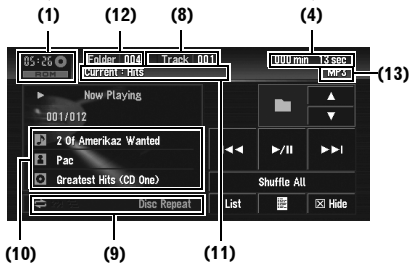 (1) (12) (8) (4)
05:26 Folder 004 Track 001 000 min 13 sec
ROM Current : Hits MP3
(13)
Now Playing
001/012
2 Of Amerikaz Wanted
Pac
Greatest Hits (CD One)
Shuffle All
Disc Repeat List Hide
(10) (9) (11)